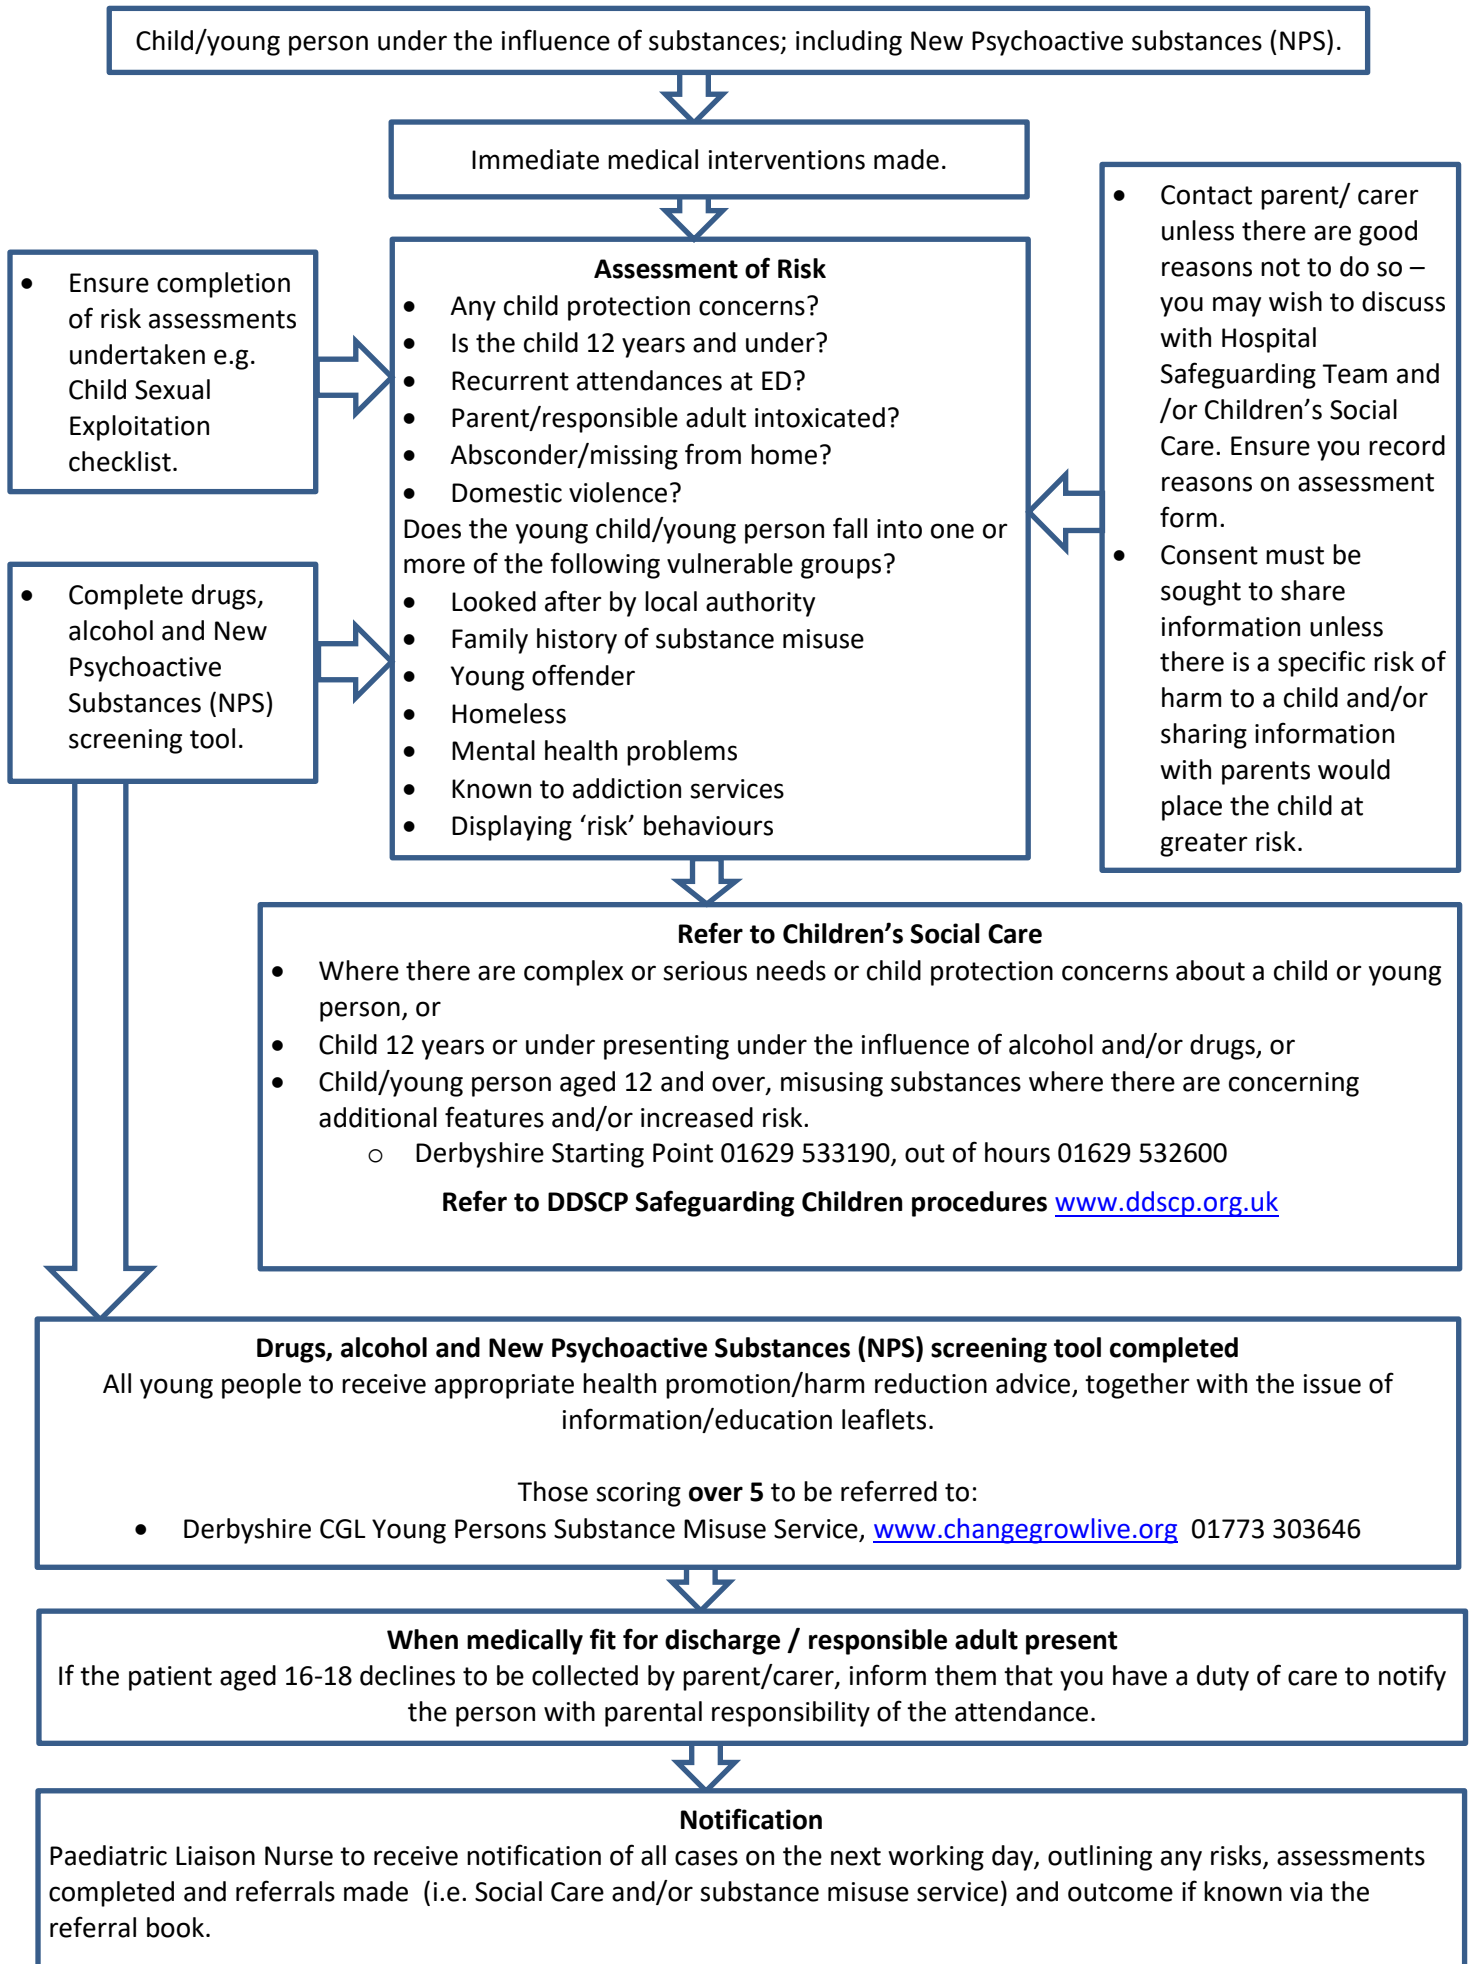 Child/young person under the influence of substances; including New Psychoactive substances (NPS).
Immediate medical interventions made.
• Ensure completion
of risk assessments
undertaken e.g.
Child Sexual
Exploitation
checklist.
• Complete drugs,
alcohol and New
Psychoactive
Substances (NPS)
screening tool.
Assessment of Risk
• Any child protection concerns?
• Is the child 12 years and under?
• Recurrent attendances at ED?
• Parent/responsible adult intoxicated?
• Absconder/missing from home?
• Domestic violence?
Does the young child/young person fall into one or
more of the following vulnerable groups?
• Looked after by local authority
• Family history of substance misuse
• Young offender
• Homeless
• Mental health problems
• Known to addiction services
• Displaying ‘risk’ behaviours
• Contact parent/ carer
unless there are good
reasons not to do so –
you may wish to discuss
with Hospital
Safeguarding Team and
/or Children’s Social
Care. Ensure you record
reasons on assessment
form.
• Consent must be
sought to share
information unless
there is a specific risk of
harm to a child and/or
sharing information
with parents would
place the child at
greater risk.
Refer to Children’s Social Care
• Where there are complex or serious needs or child protection concerns about a child or young
person, or
• Child 12 years or under presenting under the influence of alcohol and/or drugs, or
• Child/young person aged 12 and over, misusing substances where there are concerning
additional features and/or increased risk.
o Derbyshire Starting Point 01629 533190, out of hours 01629 532600
Refer to DDSCP Safeguarding Children procedures www.ddscp.org.uk
Drugs, alcohol and New Psychoactive Substances (NPS) screening tool completed
All young people to receive appropriate health promotion/harm reduction advice, together with the issue of
information/education leaflets.
Those scoring over 5 to be referred to:
• Derbyshire CGL Young Persons Substance Misuse Service, www.changegrowlive.org 01773 303646
When medically fit for discharge / responsible adult present
If the patient aged 16-18 declines to be collected by parent/carer, inform them that you have a duty of care to notify
the person with parental responsibility of the attendance.
Notification
Paediatric Liaison Nurse to receive notification of all cases on the next working day, outlining any risks, assessments
completed and referrals made (i.e. Social Care and/or substance misuse service) and outcome if known via the
referral book.